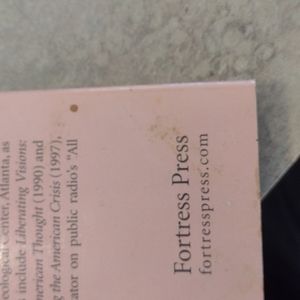 eological Center, Atlanta, as
s include Liberating Visions:
merican Thought (1990) and
g the American Crisis (1997),
ator on public radio's "All
Fortress Press
fortresspress.com